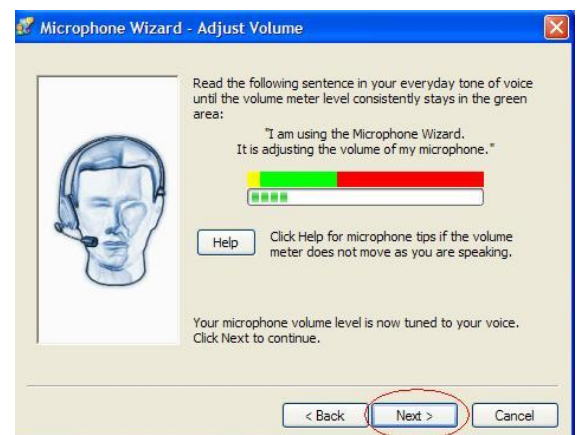 Microphone Wizard - Adjust Volume
Read the following sentence in your everyday tone of voice
until the volume meter level consistently stays in the green
area:
"I am using the Microphone Wizard.
It is adjusting the volume of my microphone."
Help
Click Help for microphone tips if the volume
meter does not move as you are speaking.
Your microphone volume level is now tuned to your voice.
Click Next to continue.
< Back
Next >
Cancel